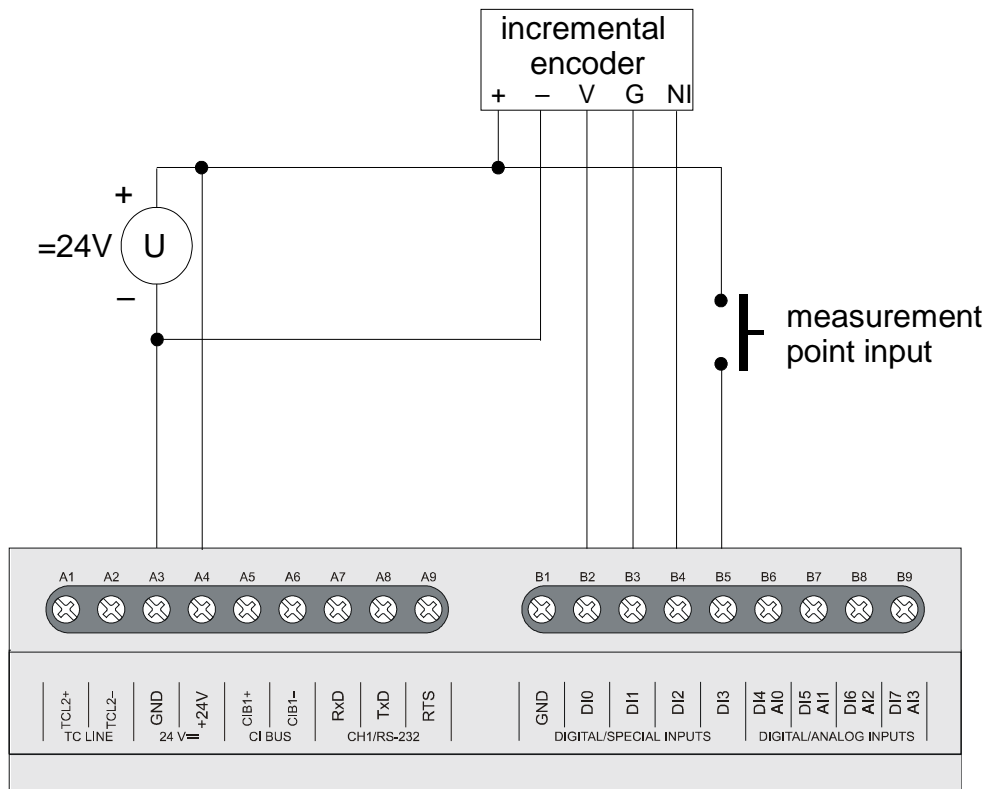 incremental
encoder
+ – V G NI
+
=24V U
–
measurement
point input
A1 A2 A3 A4 A5 A6 A7 A8 A9 B1 B2 B3 B4 B5 B6 B7 B8 B9
TCL2+ TCL2– GND +24V CIB1+ CIB1– RxD TxD RTS GND DI0 DI1 DI2 DI3 DI4 AI0 DI5 AI1 DI6 AI2 DI7 AI3
TC LINE 24 V CI BUS CH1/RS-232 DIGITAL/SPECIAL INPUTS DIGITAL/ANALOG INPUTS